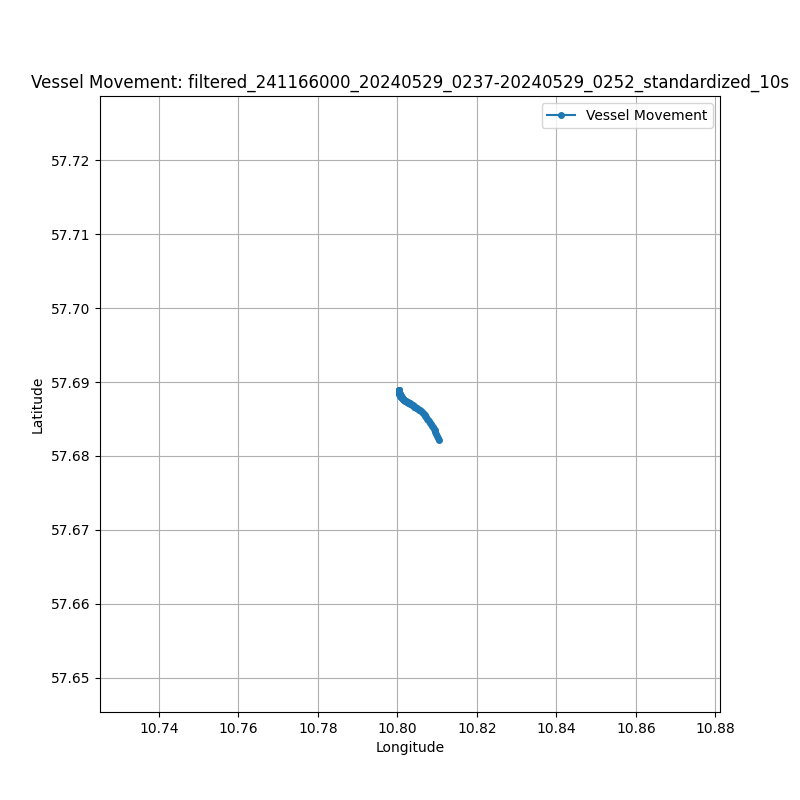 Vessel Movement: filtered_241166000_20240529_0237-20240529_0252_standardized_10s
Vessel Movement
57.72
57.71
57.70
57.69
57.68
57.67
57.66
57.65
Latitude
10.74 10.76 10.78 10.80 10.82 10.84 10.86 10.88
Longitude